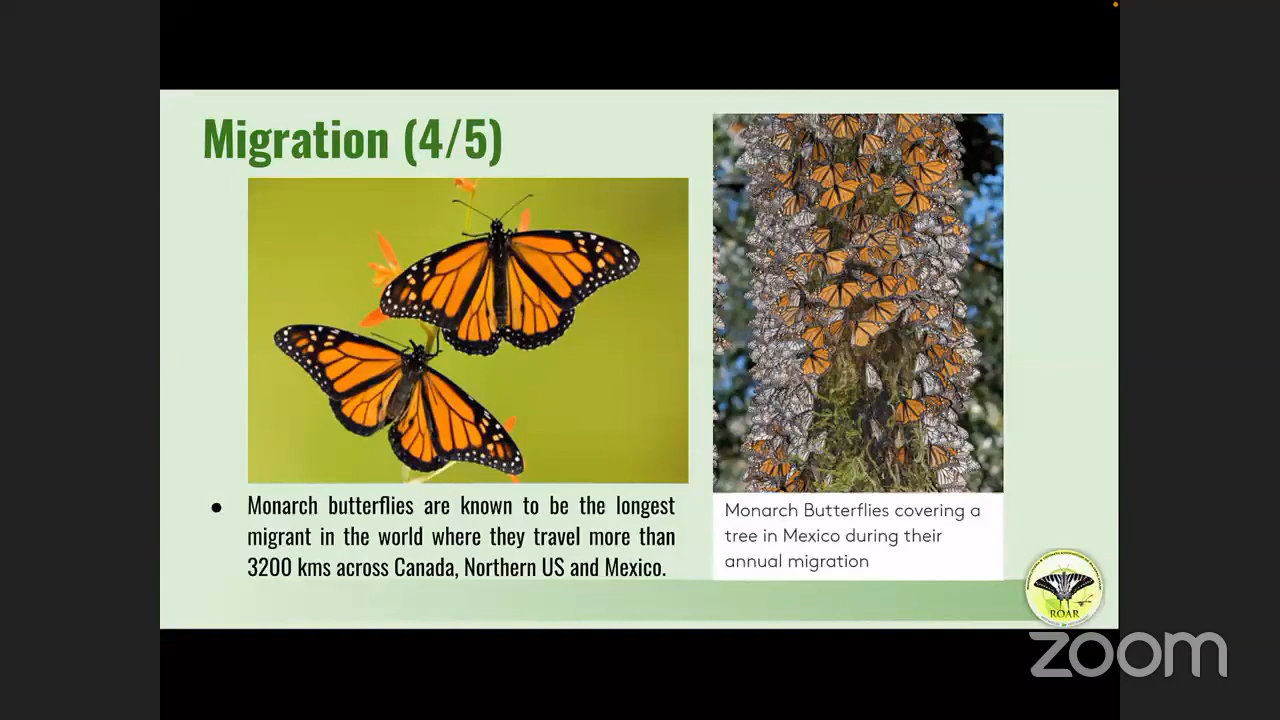 Migration (4/5)
● Monarch butterflies are known to be the longest
migrant in the world where they travel more than
3200 kms across Canada, Northern US and Mexico.
Monarch Butterflies covering a
tree in Mexico during their
annual migration
ROAR
zoom